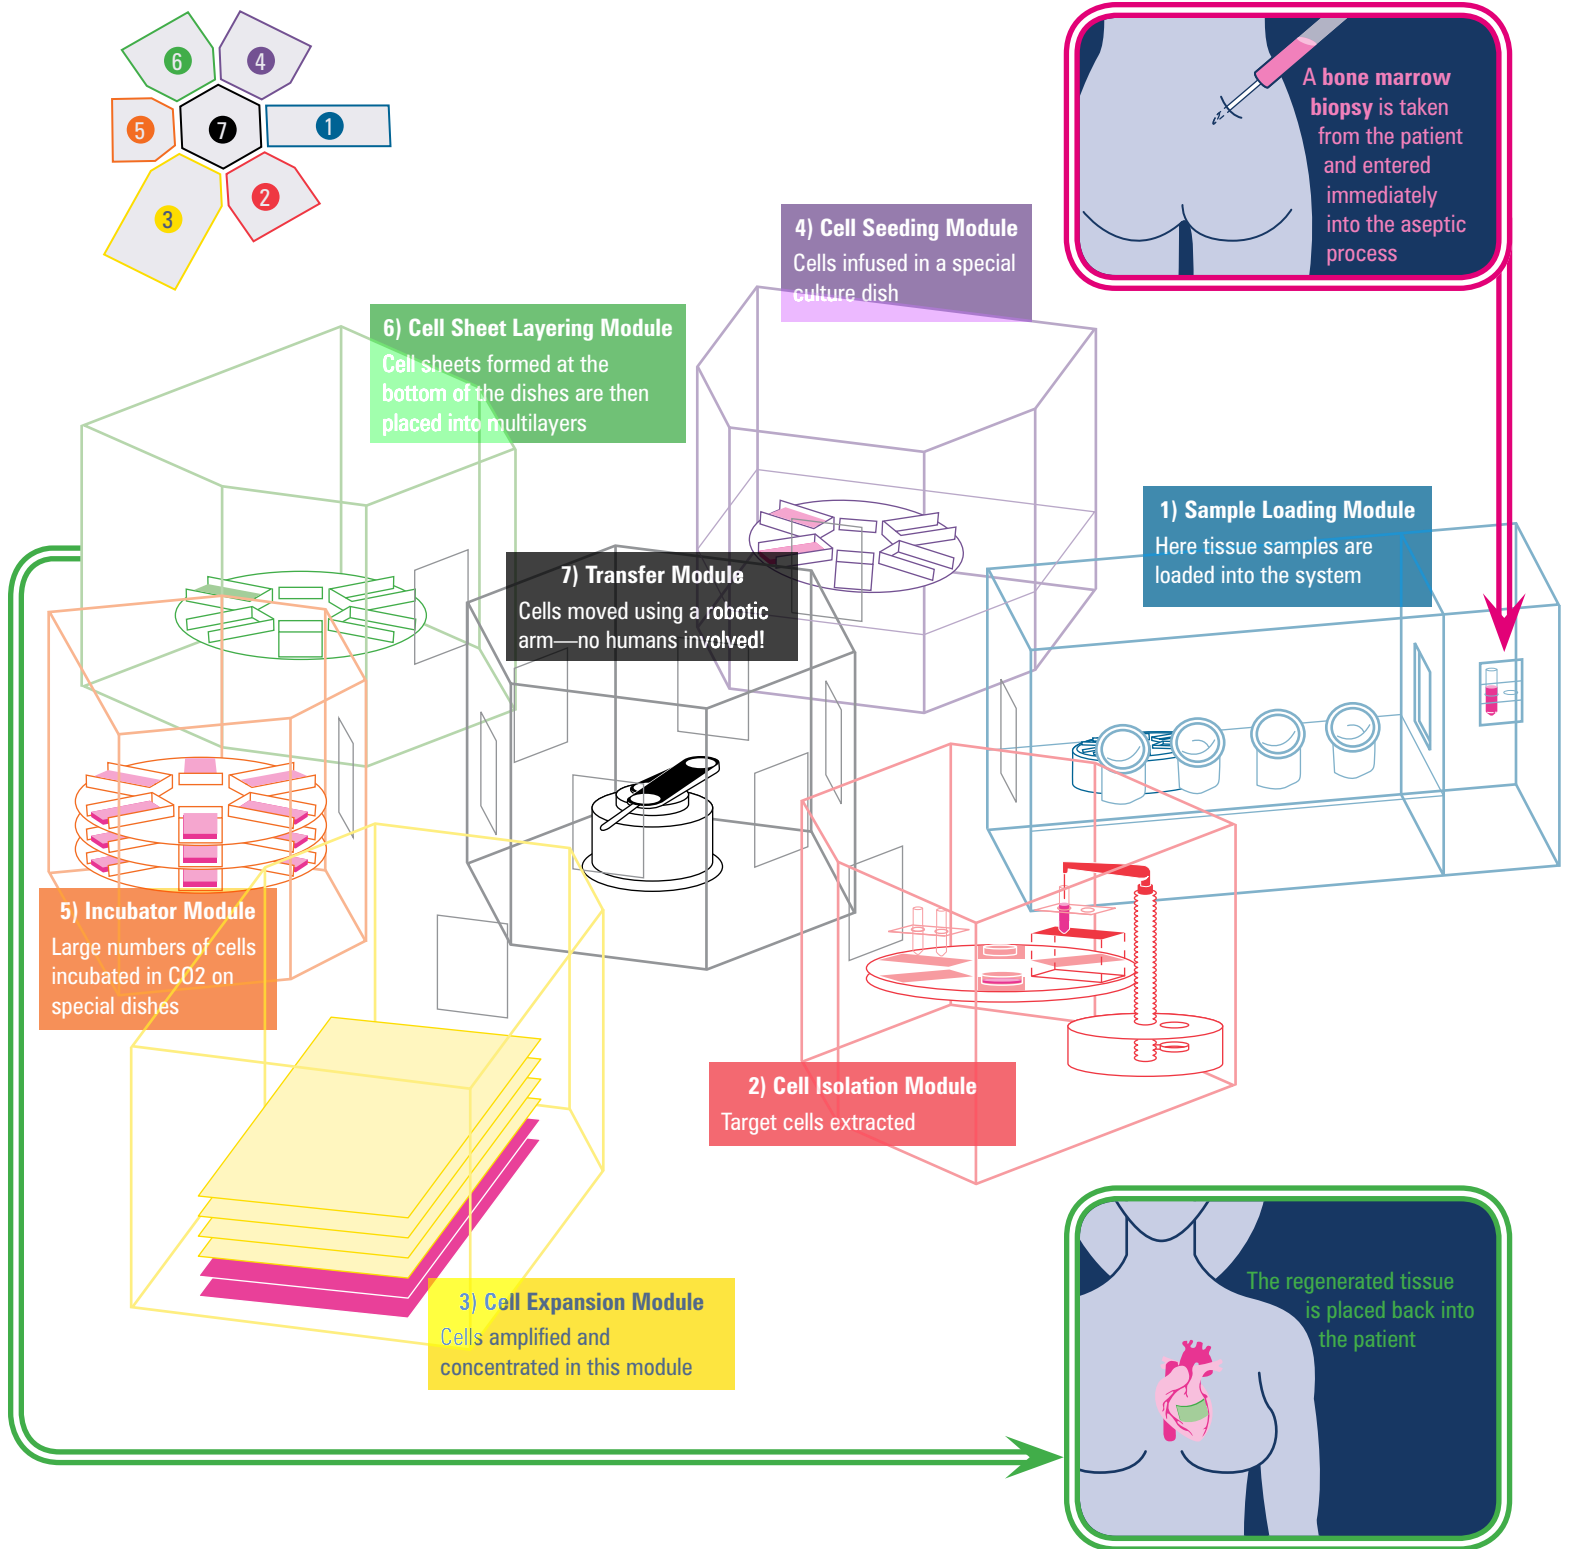 6
4
5
7
1
3
2
A bone marrow
biopsy is taken
from the patient
and entered
immediately
into the aseptic
process
4) Cell Seeding Module
Cells infused in a special
culture dish
6) Cell Sheet Layering Module
Cell sheets formed at the
bottom of the dishes are then
placed into multilayers
1) Sample Loading Module
Here tissue samples are
loaded into the system
7) Transfer Module
Cells moved using a robotic
arm—no humans involved!
5) Incubator Module
Large numbers of cells
incubated in CO2 on
special dishes
2) Cell Isolation Module
Target cells extracted
3) Cell Expansion Module
Cells amplified and
concentrated in this module
The regenerated tissue
is placed back into
the patient